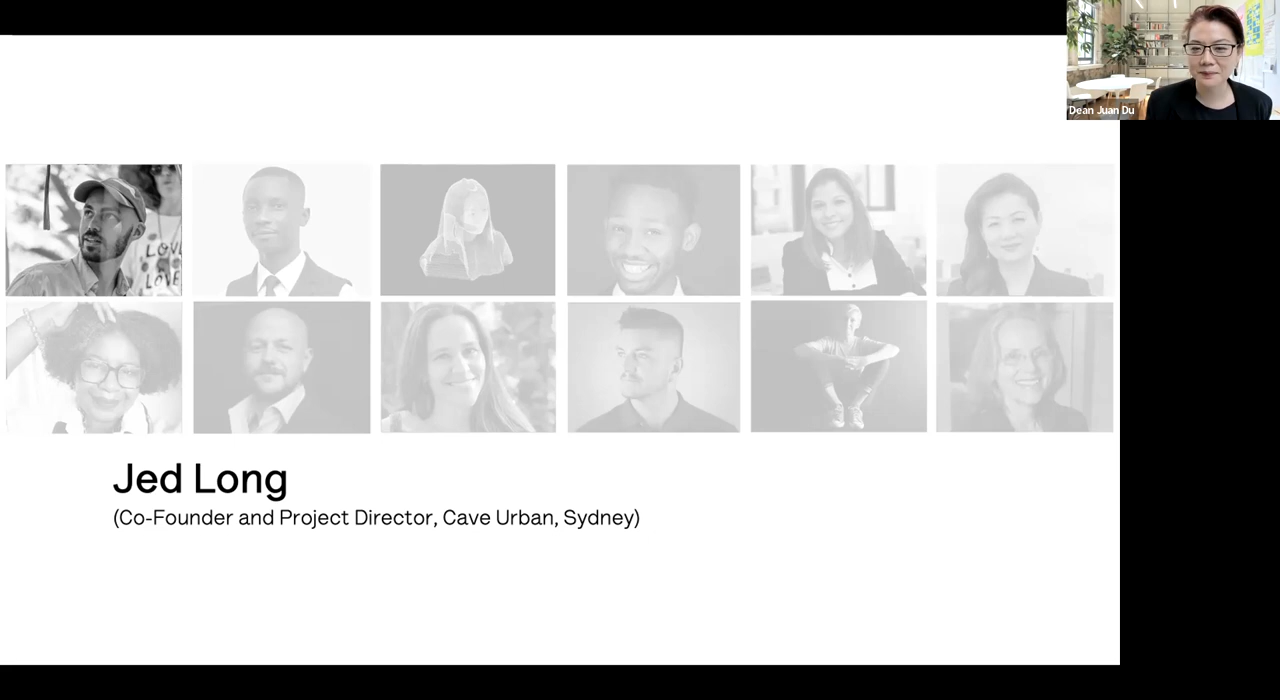 Dean Juan Du
LOVE
LOVE
Jed Long
(Co-Founder and Project Director, Cave Urban, Sydney)